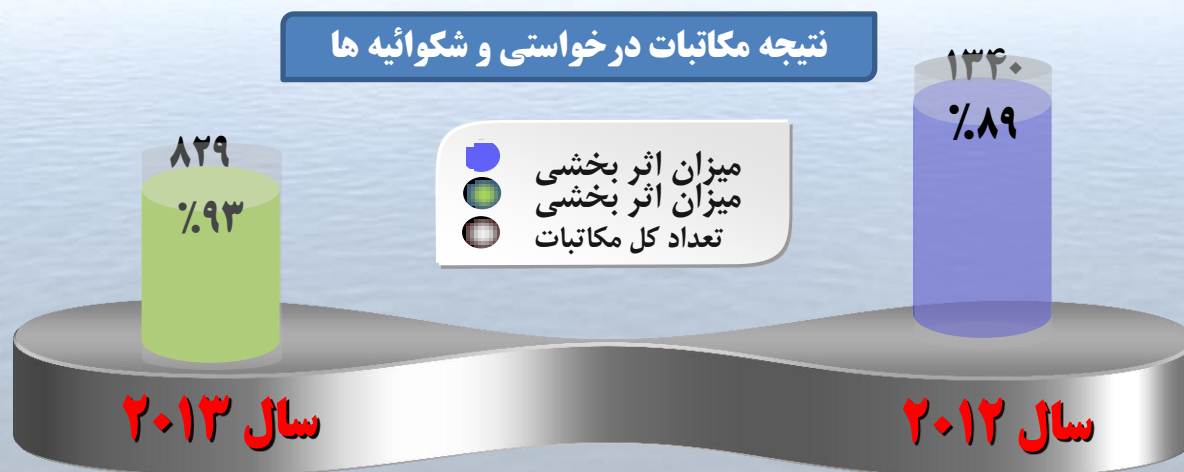 نتیجه مکاتبات درخواستی و شکوائیه ها
۱۳۴۰
%۸۹
۸۲۹
%۹۳
میزان اثر بخشی
میزان اثر بخشی
تعداد کل مکاتبات
سال ۲۰۱۲
سال ۲۰۱۳